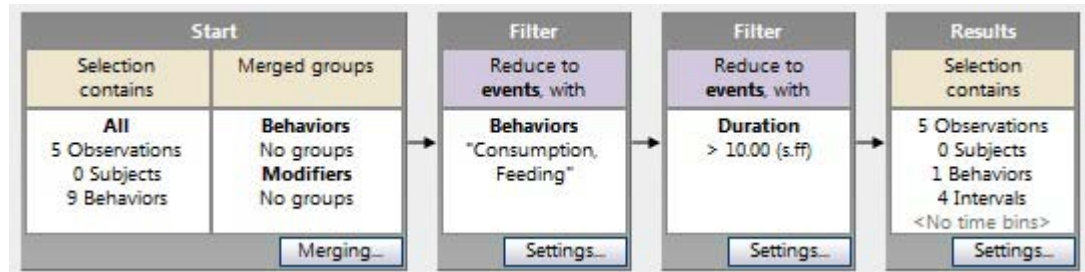 Start
Selection
contains
Merged groups
All
5 Observations
0 Subjects
9 Behaviors
Behaviors
No groups
Modifiers
No groups
Merging...
Filter
Reduce to
events, with
Behaviors
"Consumption,
Feeding"
Settings...
Filter
Reduce to
events, with
Duration
> 10.00 (s.ff)
Settings...
Results
Selection
contains
5 Observations
0 Subjects
1 Behaviors
4 Intervals
<No time bins>
Settings...